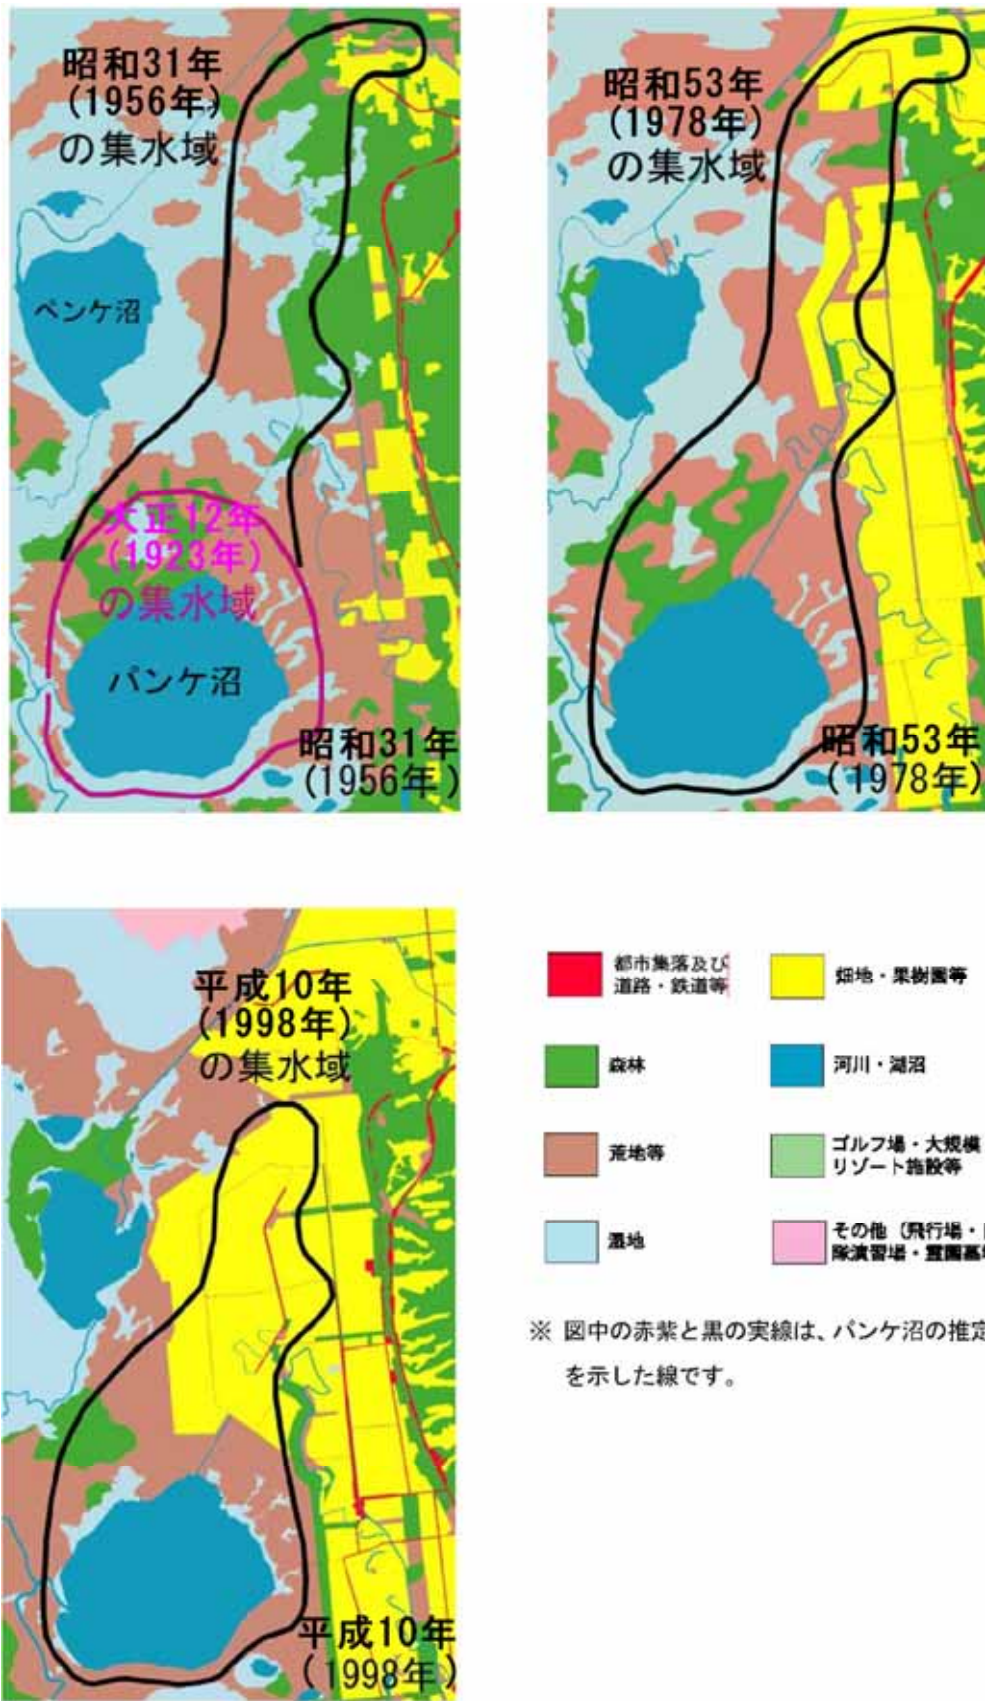 昭和31年
(1956年)
の集水域
ペンケ沼
大正12年
(1923年)
の集水域
パンケ沼
昭和31年
(1956年)
昭和53年
(1978年)
の集水域
昭和53年
(1978年)
平成10年
(1998年)
の集水域
平成10年
(1998年)
都市集落及び
道路・鉄道等
畑地・果樹園等
森林
河川・湖沼
荒地等
ゴルフ場・大規模
リゾート施設等
湿地
その他（飛行場・
隊演習場・霊園墓
※ 図中の赤紫と黒の実線は、パンケ沼の推定
を示した線です。